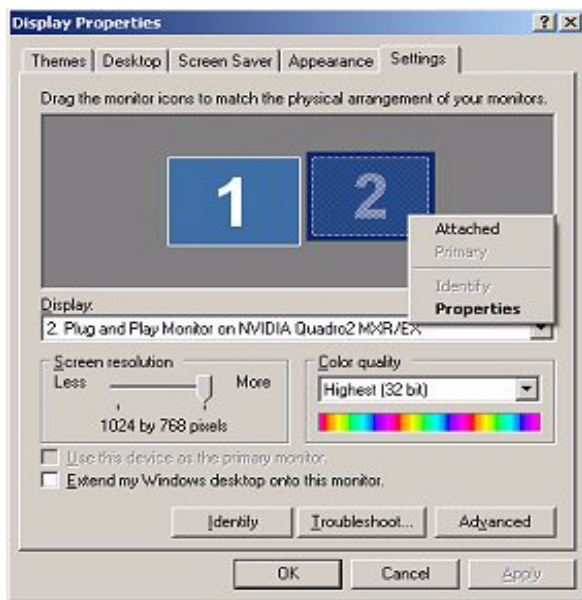 Display Properties
Themes Desktop Screen Saver Appearance Settings
Drag the monitor icons to match the physical arrangement of your monitors.
1 2
Attached
Primary
Identify
Properties
Display:
2. Plug and Play Monitor on NVIDIA Quadro2 MXR/EX
Screen resolution
Less More
1024 by 768 pixels
Color quality
Highest (32 bit)
Use this device as the primary monitor.
Extend my Windows desktop onto this monitor.
Identify Troubleshoot... Advanced
OK Cancel Apply